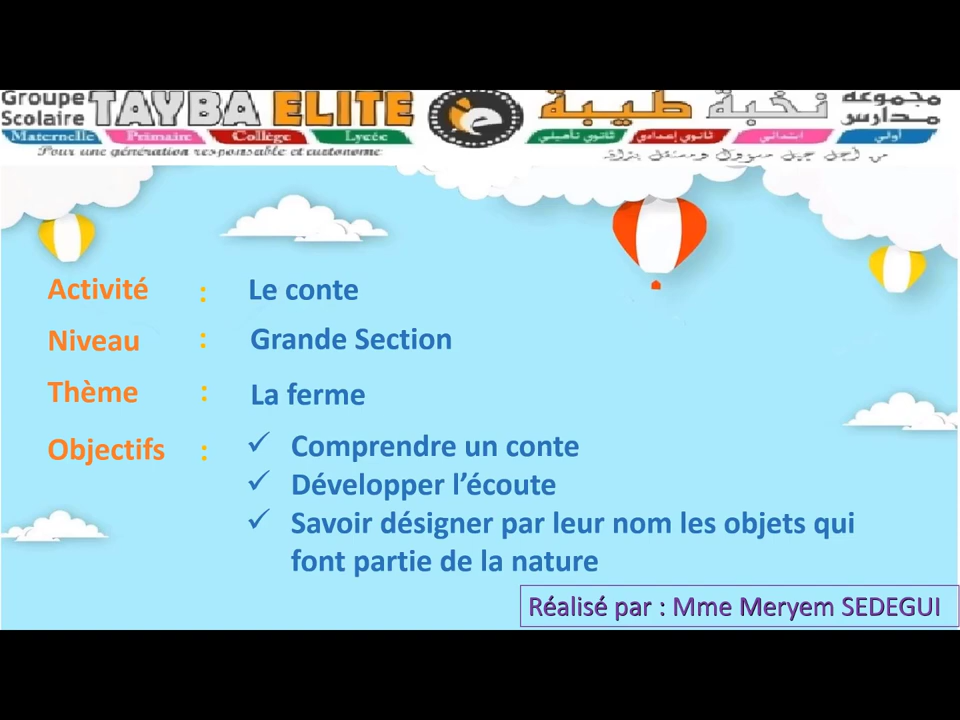 Groupe Scolaire TAYBA ELITE
مجموعة مدارس نخبة طيبة
Maternelle Primaire Collège Lycée
أولي ابتدائي ثانوي إعدادي ثانوي تأهيلي
Pour une génération responsable et autonome
من أجل جيل مسؤول ومستقل بذاته
Activité : Le conte
Niveau : Grande Section
Thème : La ferme
Objectifs : ✓ Comprendre un conte
✓ Développer l’écoute
✓ Savoir désigner par leur nom les objets qui
font partie de la nature
Réalisé par : Mme Meryem SEDEGUI